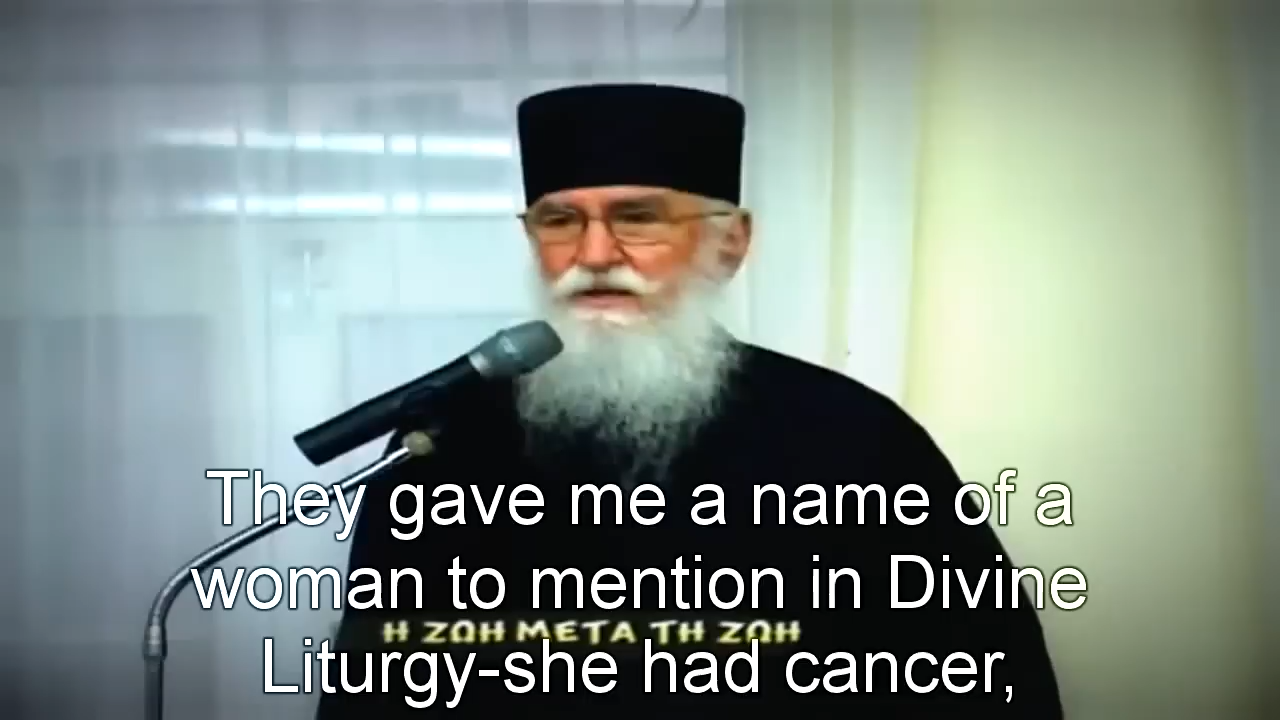 They gave me a name of a
woman to mention in Divine
Η ΖΩΗ ΜΕΤΑ ΤΗ ΖΩΗ
Liturgy-she had cancer,